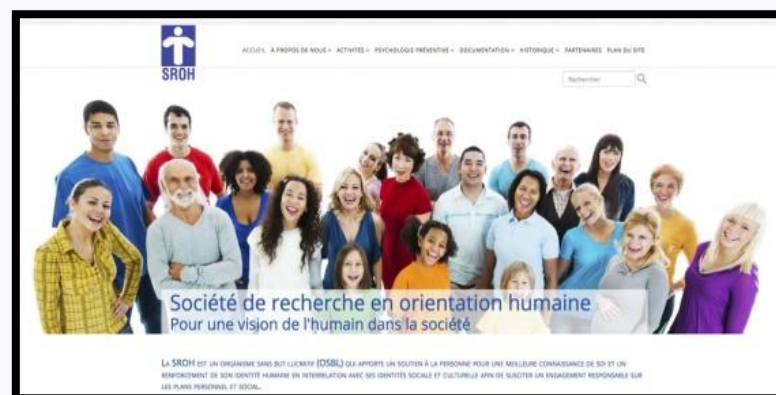 SROH
ACCUEIL À PROPOS DE NOUS ACTIVITÉS PSYCHOLOGIE PRÉVENTIVE DOCUMENTATION HISTORIQUE PARTENAIRES PLAN DU SITE
Rechercher
Société de recherche en orientation humaine
Pour une vision de l'humain dans la société
LA SROH EST UN ORGANISME SANS BUT LUCRATIF (OSBL) QUI APPORTE UN SOUTIEN À LA PERSONNE POUR UNE MEILLEURE CONNAISSANCE DE SOI ET UN
RENFORCEMENT DE SON IDENTITÉ HUMAINE EN INTERRELATION AVEC SES IDENTITÉS SOCIALE ET CULTURELLE AFIN DE SUSCITER UN ENGAGEMENT RESPONSABLE SUR
LES PLANS PERSONNEL ET SOCIAL.